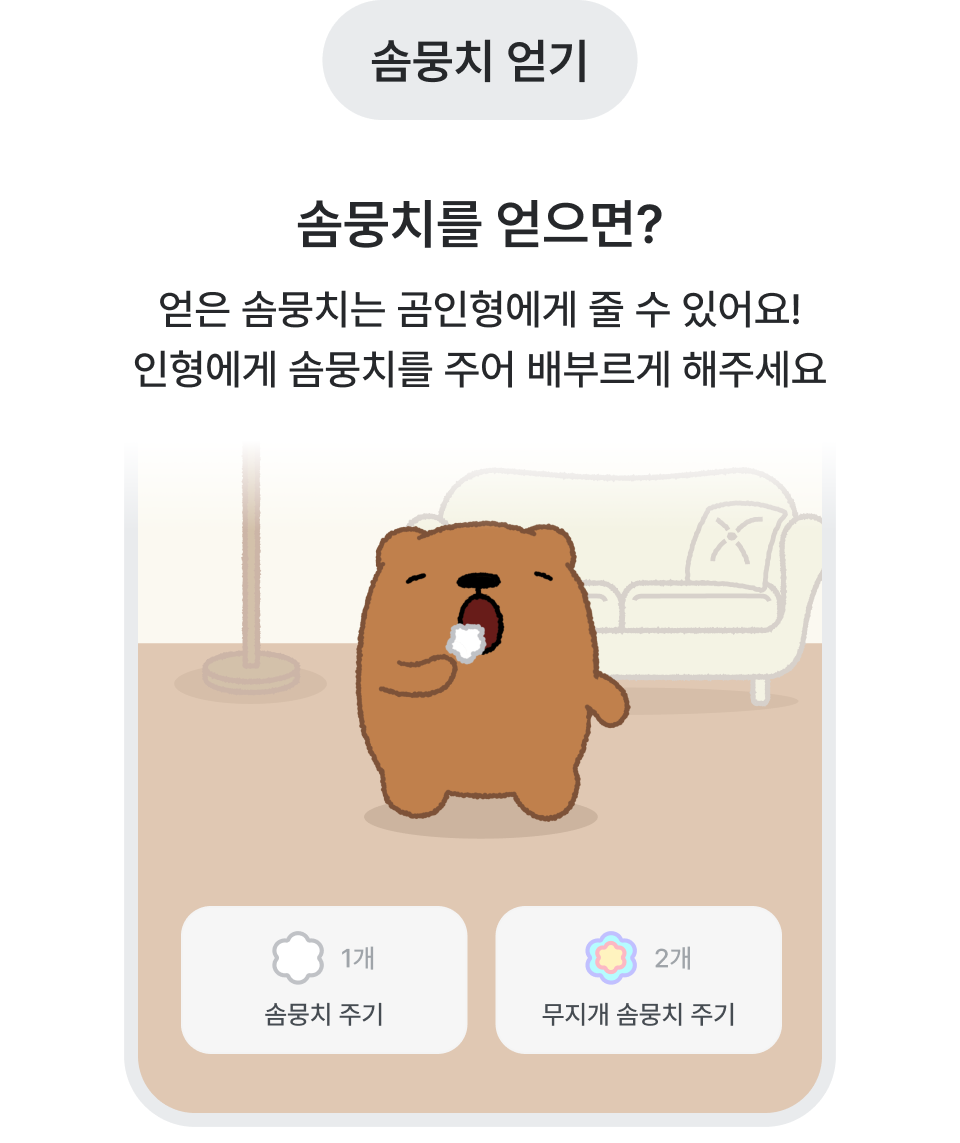 솜뭉치 얻기
솜뭉치를 얻으면?
얻은 솜뭉치는 곰인형에게 줄 수 있어요!
인형에게 솜뭉치를 주어 배부르게 해주세요
1개
솜뭉치 주기
2개
무지개 솜뭉치 주기